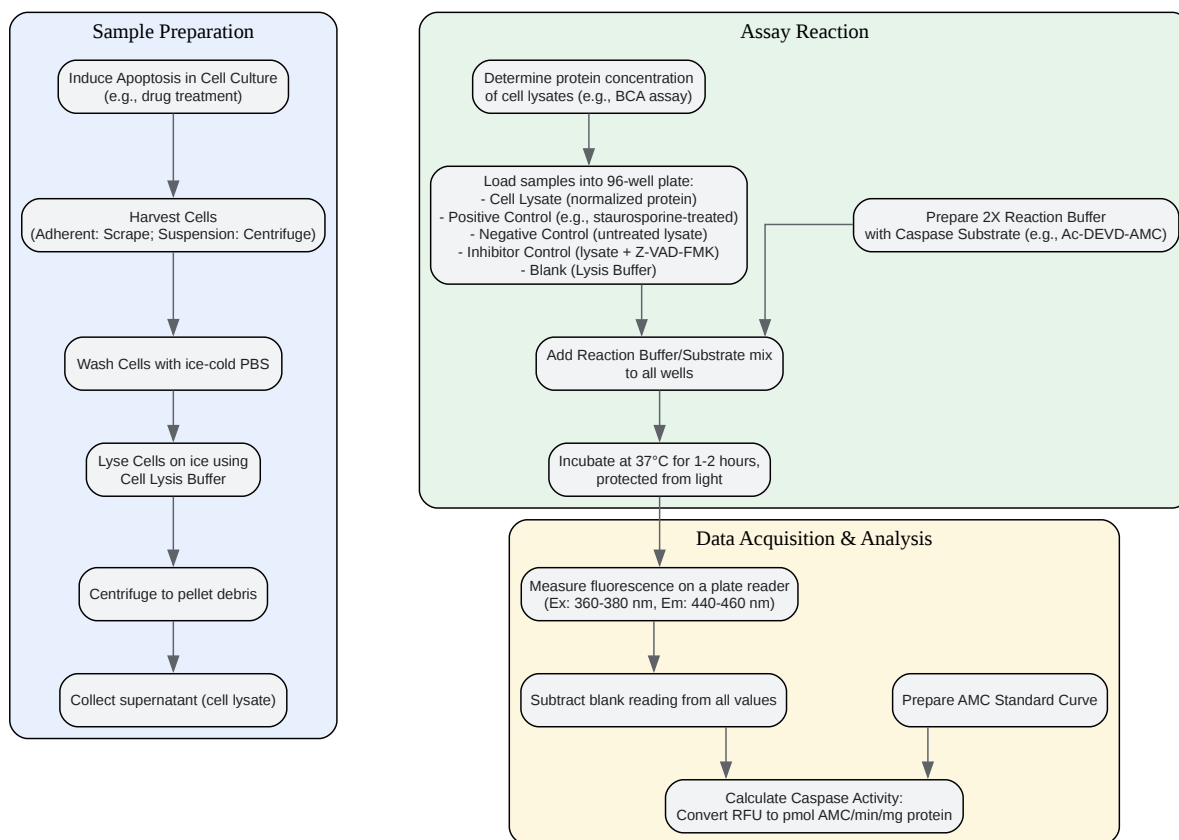 Sample Preparation
Induce Apoptosis in Cell Culture
(e.g., drug treatment)
Harvest Cells
(Adherent: Scrape; Suspension: Centrifuge)
Wash Cells with ice-cold PBS
Lyse Cells on ice using
Cell Lysis Buffer
Centrifuge to pellet debris
Collect supernatant (cell lysate)
Assay Reaction
Determine protein concentration
of cell lysates (e.g., BCA assay)
Load samples into 96-well plate:
- Cell Lysate (normalized protein)
- Positive Control (e.g., staurosporine-treated)
- Negative Control (untreated lysate)
- Inhibitor Control (lysate + Z-VAD-FMK)
- Blank (Lysis Buffer)
Prepare 2X Reaction Buffer
with Caspase Substrate (e.g., Ac-DEVD-AMC)
Add Reaction Buffer/Substrate mix
to all wells
Incubate at 37°C for 1-2 hours,
protected from light
Data Acquisition & Analysis
Measure fluorescence on a plate reader
(Ex: 360-380 nm, Em: 440-460 nm)
Subtract blank reading from all values
Prepare AMC Standard Curve
Calculate Caspase Activity:
Convert RFU to pmol AMC/min/mg protein